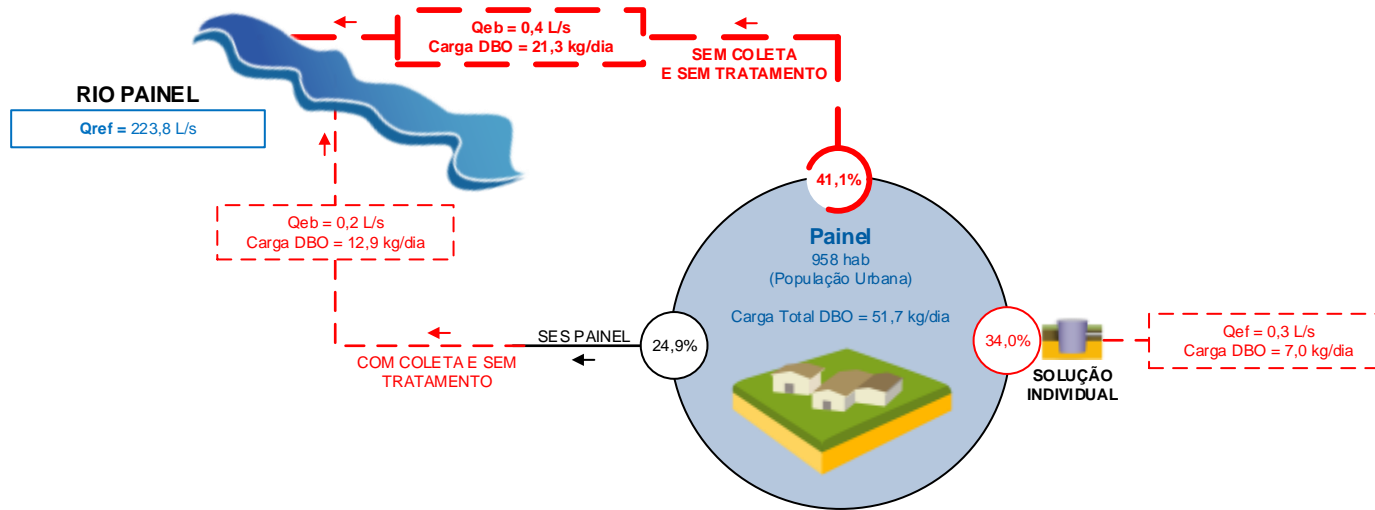 Qeb = 0,4 L/s
Carga DBO = 21,3 kg/dia
SEM COLETA
E SEM TRATAMENTO
RIO PAINEL
Qref = 223,8 L/s
41,1%
Qeb = 0,2 L/s
Carga DBO = 12,9 kg/dia
Painel
958 hab
(População Urbana)
Carga Total DBO = 51,7 kg/dia
SES PAINEL
24,9%
COM COLETA E SEM
TRATAMENTO
34,0%
SOLUÇÃO
INDIVIDUAL
Qef = 0,3 L/s
Carga DBO = 7,0 kg/dia